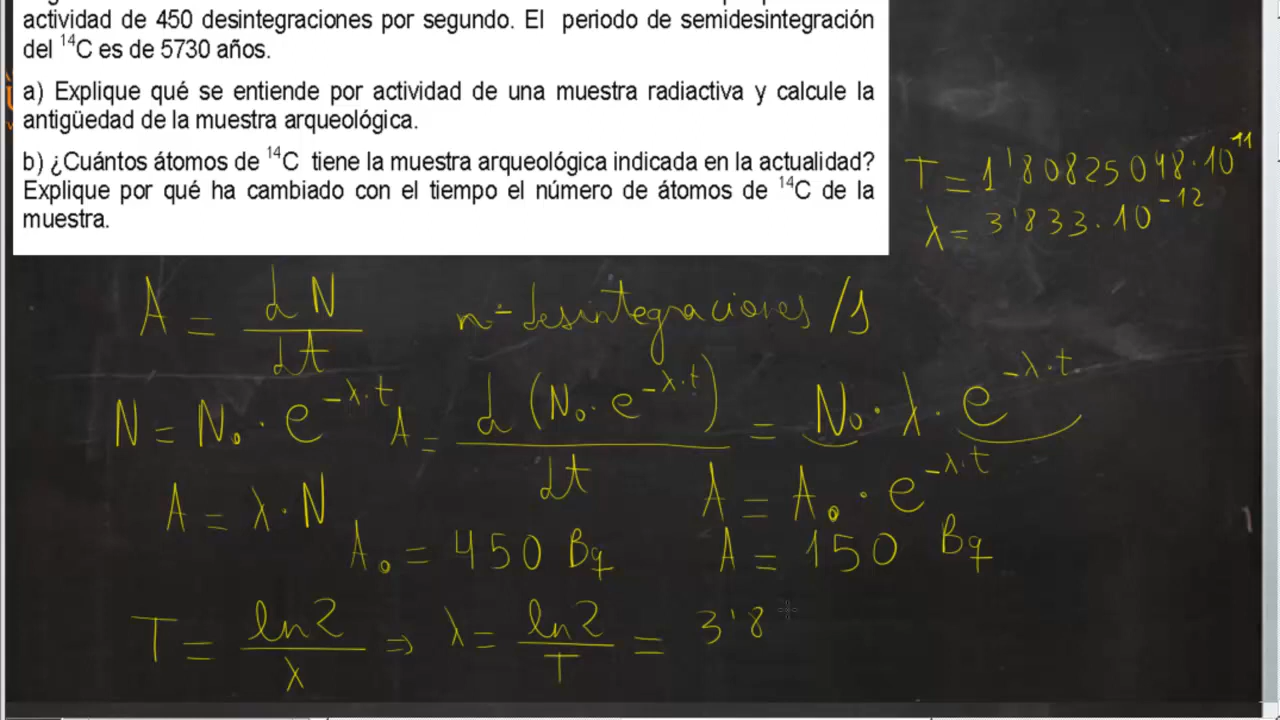 actividad de 450 desintegraciones por segundo. El periodo de semidesintegración
del ¹⁴C es de 5730 años.
a) Explique qué se entiende por actividad de una muestra radiactiva y calcule la
antigüedad de la muestra arqueológica.
b) ¿Cuántos átomos de ¹⁴C tiene la muestra arqueológica indicada en la actualidad?
Explique por qué ha cambiado con el tiempo el número de átomos de ¹⁴C de la
muestra.
T = 1'80825048·10¹¹
λ = 3'833·10⁻¹²
A = dN/dt n-desintegraciones /s
N = N₀ · e^(-λ·t) A = d(N₀·e^(-λ·t))/dt = N₀ · λ · e^(-λ·t)
A = λ · N A = A₀ · e^(-λ·t)
A₀ = 450 Bq A = 150 Bq
T = ln2/λ ⇒ λ = ln2/T = 3'8